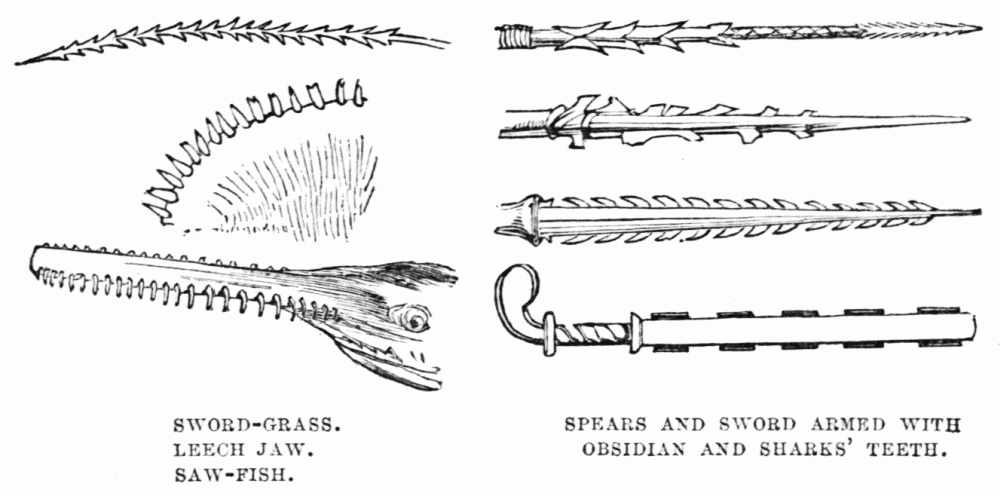 SWORD-GRASS.
LEECH JAW.
SAW-FISH.
SPEARS AND SWORD ARMED WITH
OBSIDIAN AND SHARKS' TEETH.